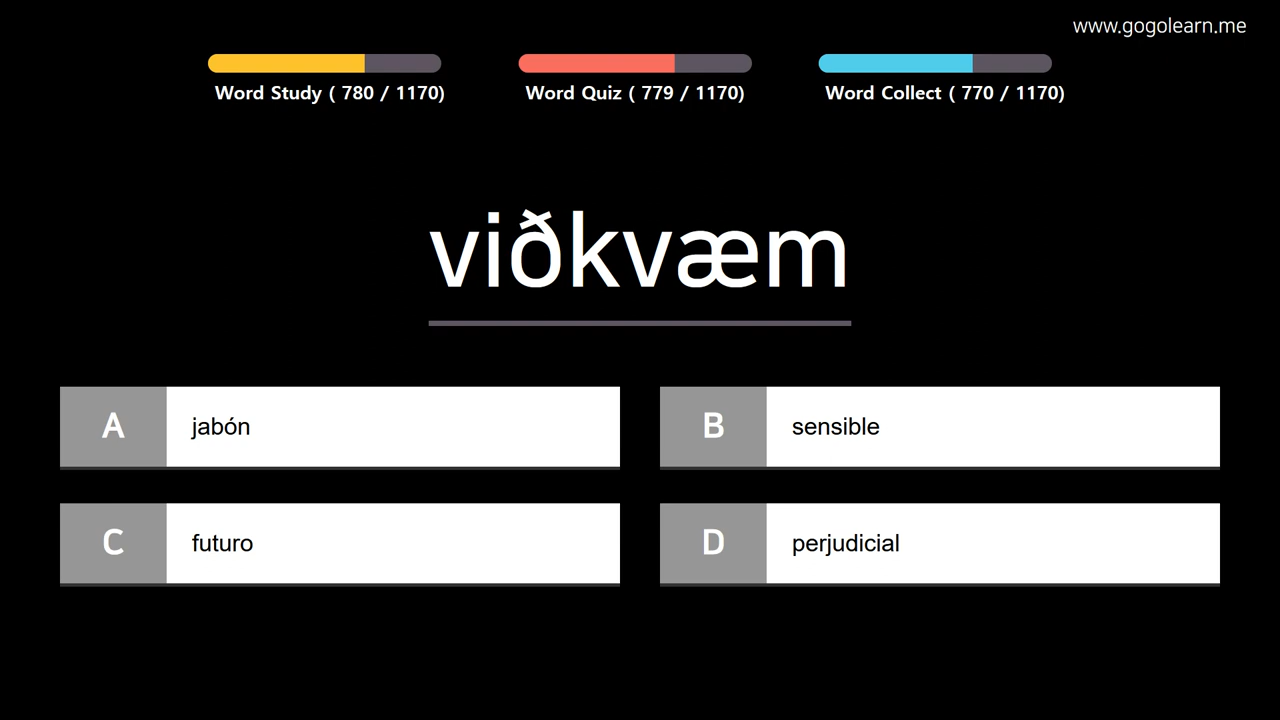 www.gogolearn.me
Word Study ( 780 / 1170)
Word Quiz ( 779 / 1170)
Word Collect ( 770 / 1170)
viðkvæm
A
jabón
B
sensible
C
futuro
D
perjudicial